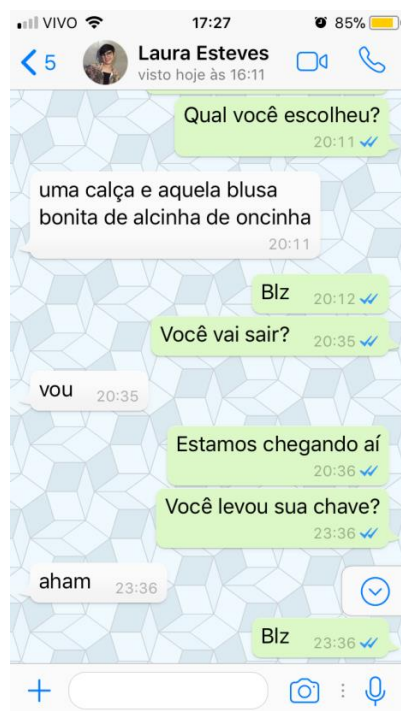 VIVO 17:27 85%
5 Laura Esteves
visto hoje às 16:11
Qual você escolheu?
20:11
uma calça e aquela blusa
bonita de alcinha de oncinha
20:11
Blz 20:12
Você vai sair? 20:35
vou 20:35
Estamos chegando aí
20:36
Você levou sua chave?
23:36
aham 23:36
Blz 23:36